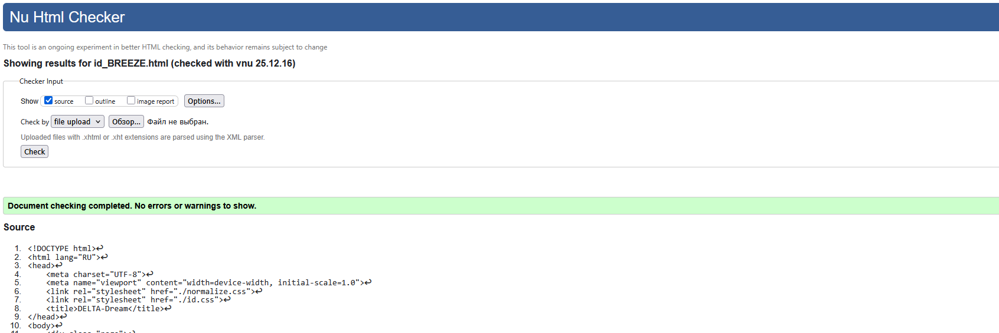 Nu Html Checker
This tool is an ongoing experiment in better HTML checking, and its behavior remains subject to change
Showing results for id_BREEZE.html (checked with vnu 25.12.16)
Checker Input
Show source outline image report Options...
Check by file upload Обзор... Файл не выбран.
Uploaded files with .xhtml or .xht extensions are parsed using the XML parser.
Check
Document checking completed. No errors or warnings to show.
Source
1. <!DOCTYPE html>↩
2. <html lang="RU">↩
3. <head>↩
4. <meta charset="UTF-8">↩
5. <meta name="viewport" content="width=device-width, initial-scale=1.0">↩
6. <link rel="stylesheet" href="./normalize.css">↩
7. <link rel="stylesheet" href="./id.css">↩
8. <title>DELTA-Dream</title>↩
9. </head>↩
10. <body>↩